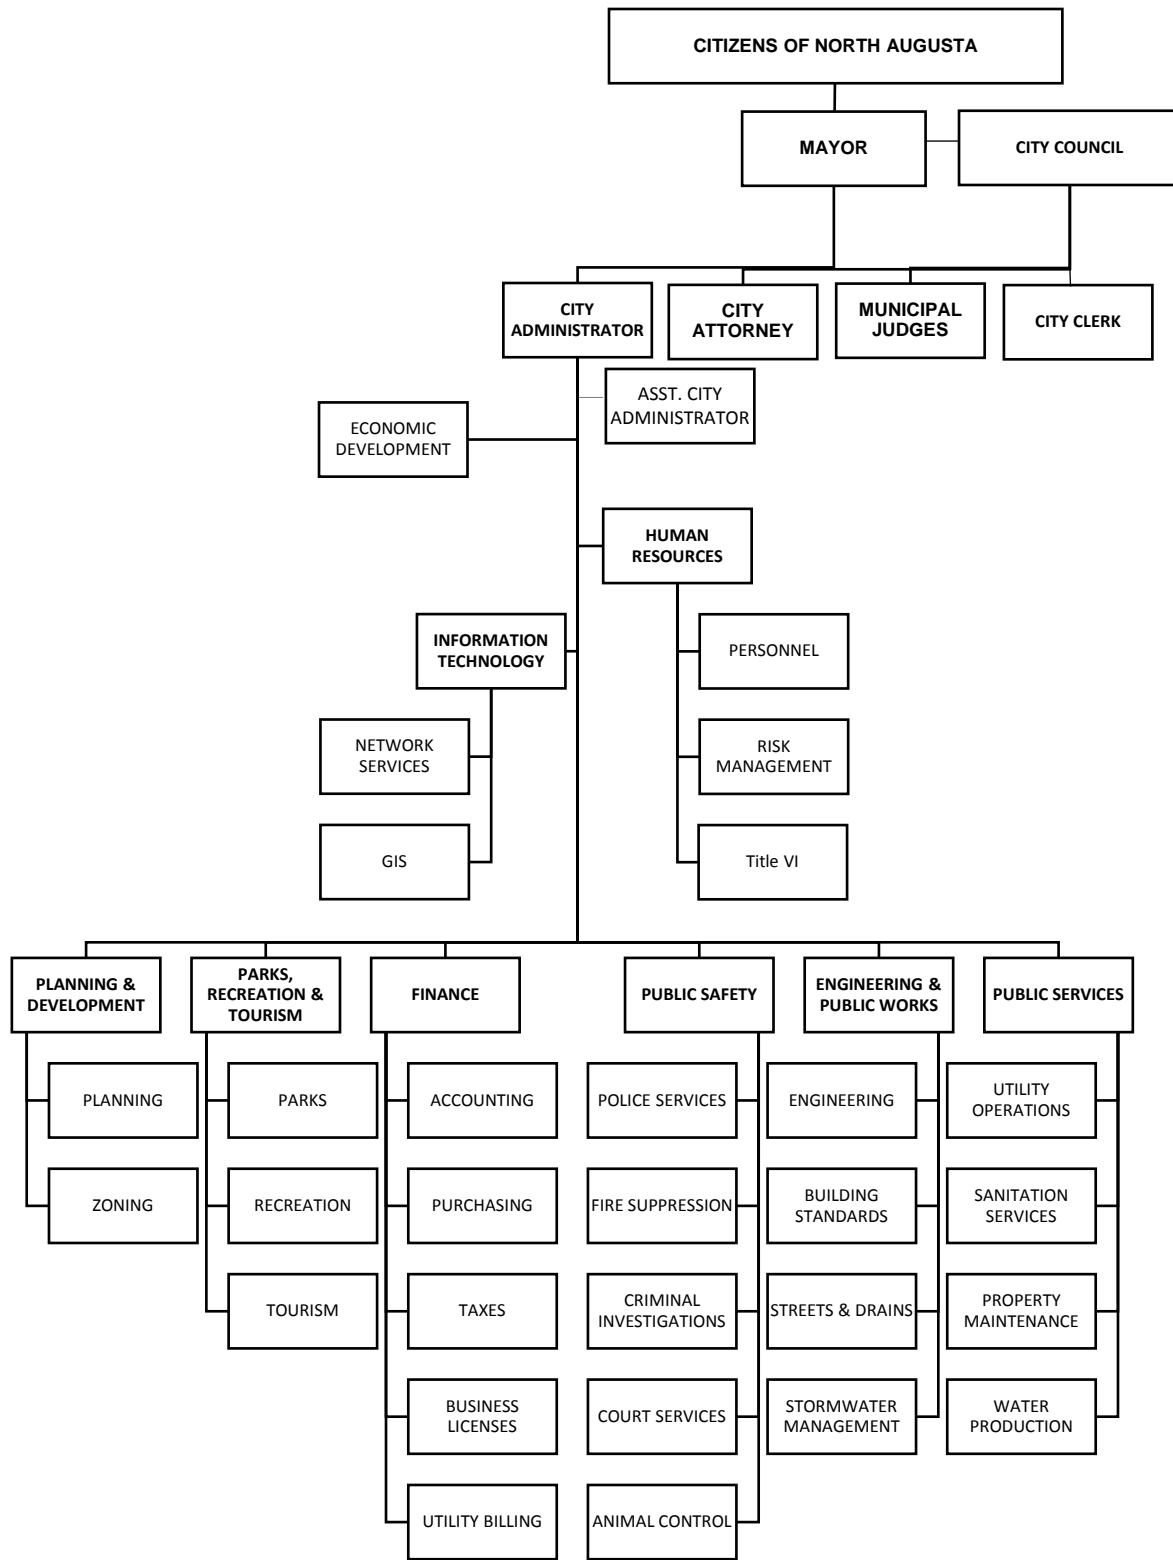 CITIZENS OF NORTH AUGUSTA
MAYOR
CITY COUNCIL
CITY
ADMINISTRATOR
CITY
ATTORNEY
MUNICIPAL
JUDGES
CITY CLERK
ASST. CITY
ADMINISTRATOR
ECONOMIC
DEVELOPMENT
HUMAN
RESOURCES
INFORMATION
TECHNOLOGY
PERSONNEL
NETWORK
SERVICES
RISK
MANAGEMENT
GIS
Title VI
PLANNING &
DEVELOPMENT
PARKS,
RECREATION &
TOURISM
FINANCE
PUBLIC SAFETY
ENGINEERING &
PUBLIC WORKS
PUBLIC SERVICES
PLANNING
PARKS
ACCOUNTING
POLICE SERVICES
ENGINEERING
UTILITY
OPERATIONS
ZONING
RECREATION
PURCHASING
FIRE SUPPRESSION
BUILDING
STANDARDS
SANITATION
SERVICES
TOURISM
TAXES
CRIMINAL
INVESTIGATIONS
STREETS & DRAINS
PROPERTY
MAINTENANCE
BUSINESS
LICENSES
COURT SERVICES
STORMWATER
MANAGEMENT
WATER
PRODUCTION
UTILITY BILLING
ANIMAL CONTROL